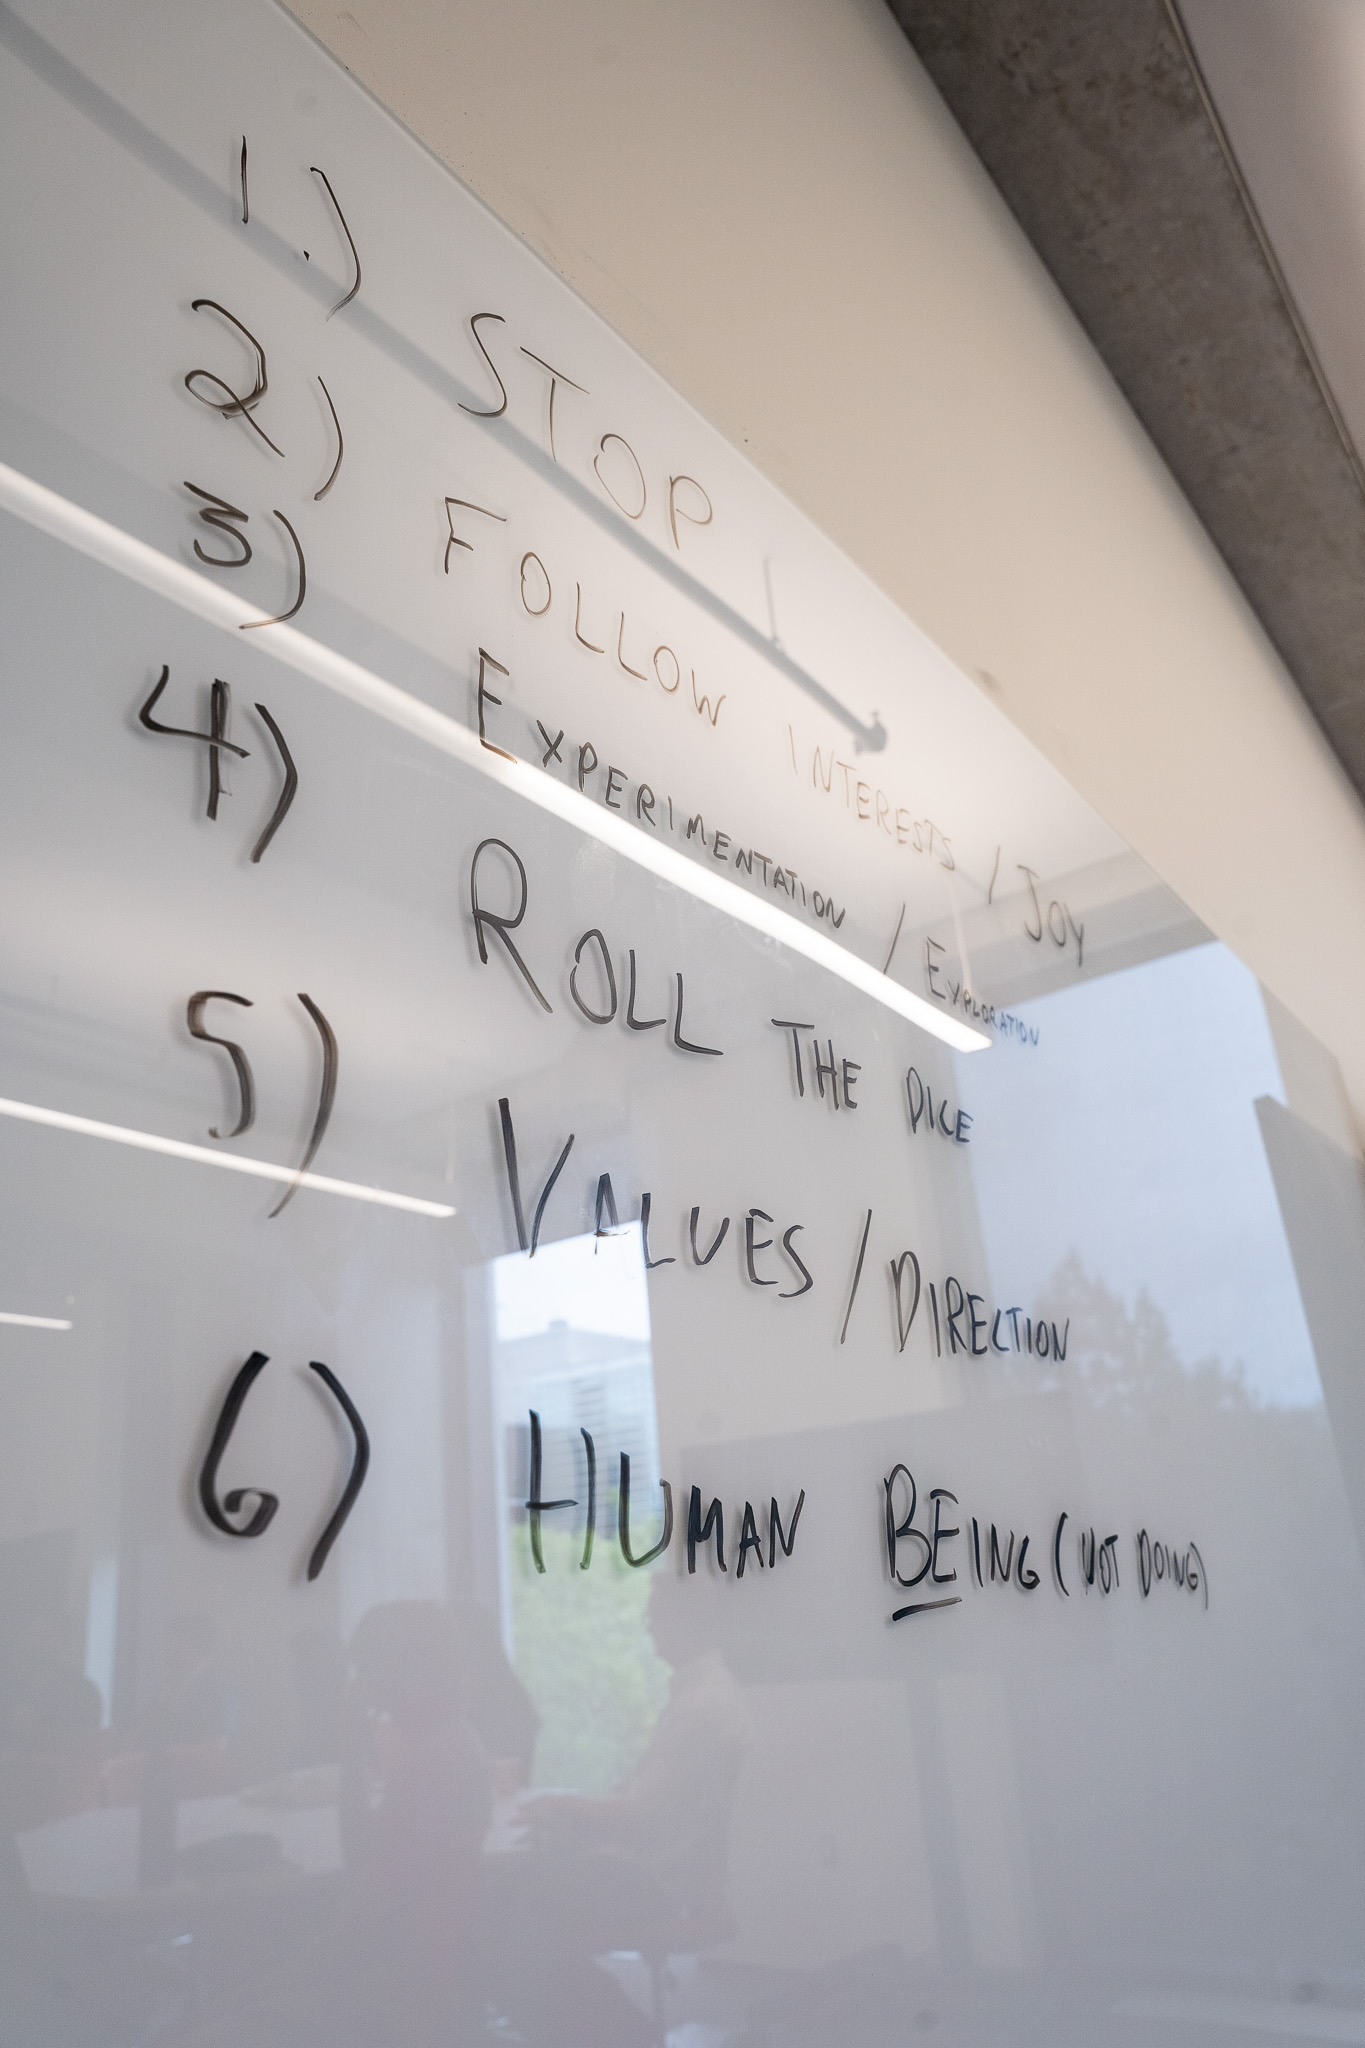 1.) STOP
2) FOLLOW INTERESTS / JOY
3) EXPERIMENTATION / EXPLORATION
4) ROLL THE DICE
5) VALUES / DIRECTION
6) HUMAN BEING (NOT DOING)